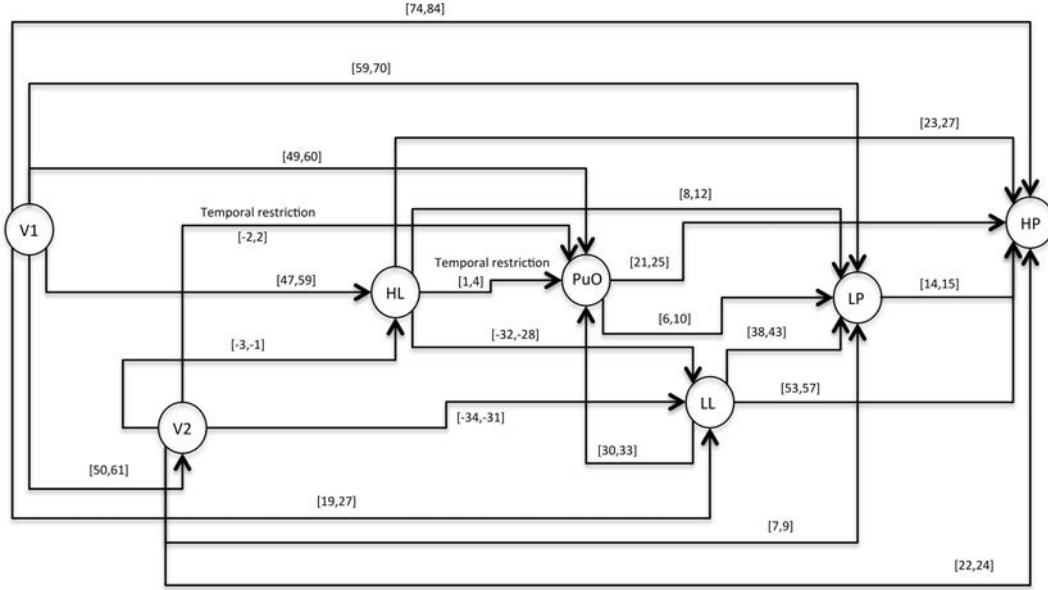 [74,84]
[59,70]
[23,27]
[49,60]
[8,12]
Temporal restriction
[-2,2]
V1
HP
Temporal restriction
[21,25]
[47,59]
[1,4]
HL
PuO
LP
[14,15]
[6,10]
[-32,-28]
[38,43]
[-3,-1]
[53,57]
LL
[-34,-31]
V2
[30,33]
[50,61]
[19,27]
[7,9]
[22,24]